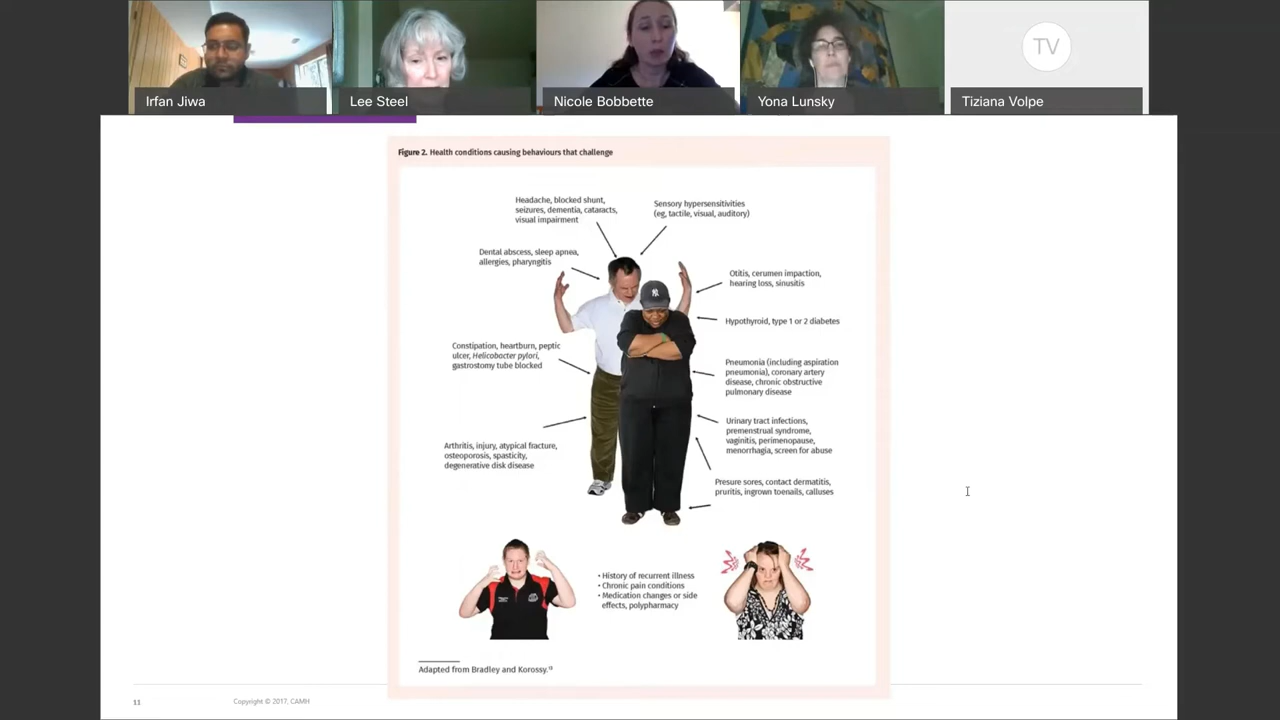 Irfan Jiwa
Lee Steel
Nicole Bobbette
Yona Lunsky
TV
Tiziana Volpe
Figure 2. Health conditions causing behaviours that challenge
Headache, blocked shunt,
seizures, dementia, cataracts,
visual impairment
Sensory hypersensitivities
(eg, tactile, visual, auditory)
Dental abscess, sleep apnea,
allergies, pharyngitis
Otitis, cerumen impaction,
hearing loss, sinusitis
Hypothyroid, type 1 or 2 diabetes
Constipation, heartburn, peptic
ulcer, Helicobacter pylori,
gastrostomy tube blocked
Pneumonia (including aspiration
pneumonia), coronary artery
disease, chronic obstructive
pulmonary disease
Urinary tract infections,
premenstrual syndrome,
vaginitis, perimenopause,
menorrhagia, screen for abuse
Arthritis, injury, atypical fracture,
osteoporosis, spasticity,
degenerative disk disease
Presure sores, contact dermatitis,
pruritis, ingrown toenails, calluses
• History of recurrent illness
• Chronic pain conditions
• Medication changes or side
effects, polypharmacy
Adapted from Bradley and Korossy.¹³
11
Copyright © 2017, CAMH